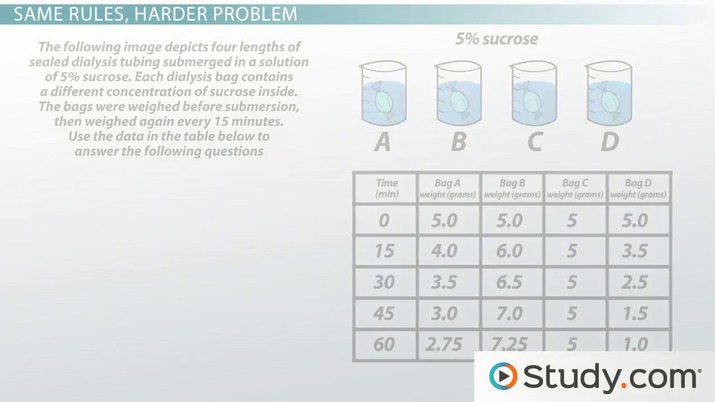 SAME RULES, HARDER PROBLEM
The following image depicts four lengths of
sealed dialysis tubing submerged in a solution
of 5% sucrose. Each dialysis bag contains
a different concentration of sucrose inside.
The bags were weighed before submersion,
then weighed again every 15 minutes.
Use the data in the table below to
answer the following questions
5% sucrose
A B C D
Time (min) Bag A weight (grams) Bag B weight (grams) Bag C weight (grams) Bag D weight (grams)
0 5.0 5.0 5 5.0
15 4.0 6.0 5 3.5
30 3.5 6.5 5 2.5
45 3.0 7.0 5 1.5
60 2.75 7.25 5 1.0
Study.com